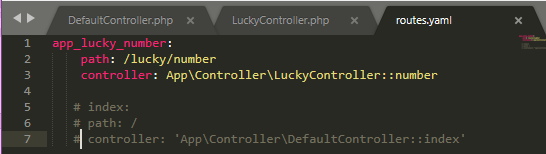 DefaultController.php
LuckyController.php
routes.yaml
1 app_lucky_number:
2     path: /lucky/number
3     controller: App\Controller\LuckyController::number
4
5     # index:
6     # path: /
7     # controller: 'App\Controller\DefaultController::index'